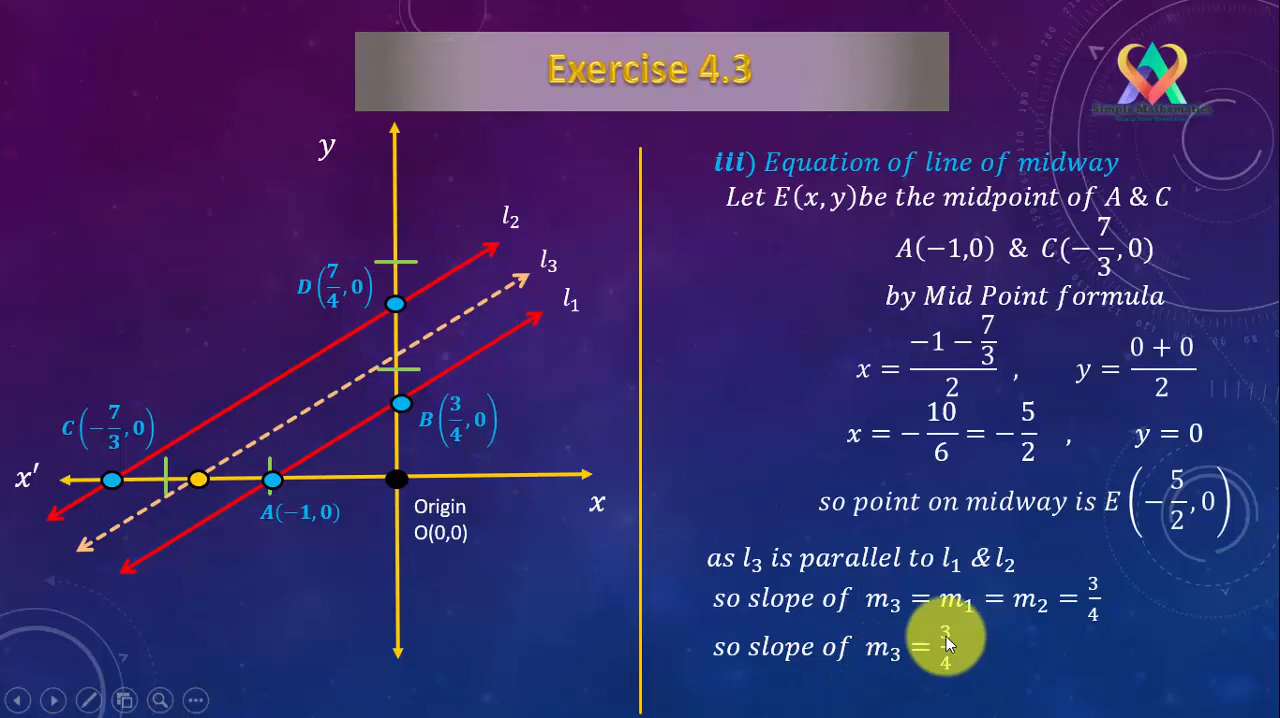 Exercise 4.3
Simple Mathematics
y
l₂
l₃
l₁
D(7/4, 0)
C(−7/3, 0)
B(3/4, 0)
x′
A(−1, 0)
Origin
O(0,0)
x
iii) Equation of line of midway
Let E(x, y)be the midpoint of A & C
A(−1,0) & C(−7/3, 0)
by Mid Point formula
x = (−1 − 7/3)/2 , y = (0 + 0)/2
x = −10/6 = −5/2 , y = 0
so point on midway is E(−5/2, 0)
as l₃ is parallel to l₁ & l₂
so slope of m₃ = m₁ = m₂ = 3/4
so slope of m₃ = 3/4